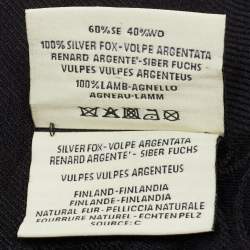 60%SE 40%WO
100% SILVER FOX-VOLPE ARGENTATA
RENARD ARGENTE'- SIBER FUCHS
VULPES VULPES ARGENTEUS
100%LAMB-AGNELLO
AGNEAU-LAMM
SILVER FOX-VOLPE ARGENTATA
RENARD ARGENTE'- SIBER FUCHS
VULPES VULPES ARGENTEUS
FINLAND-FINLANDIA
FINLANDE-FINLANDIA
NATURAL FUR-PELLICCIA NATURALE
FOURRURE NATUREL-ECHTEN PELZ
SOURCE: C